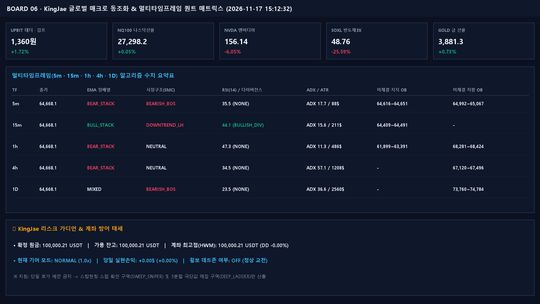 BOARD 06 · KingJae 글로벌 매크로 동조화 & 멀티타임프레임 퀀트 매트릭스 (2026-11-17 15:12:32)
UPBIT 테더 · 김프
1,360원
+1.72%
NQ100 나스닥선물
27,298.2
+0.05%
NVDA 엔비디아
156.14
-6.05%
SOXL 반도체3X
48.76
-25.59%
GOLD 금 선물
3,881.3
+0.73%
멀티타임프레임(5m · 15m · 1h · 4h · 1D) 알고리즘 수치 요약표
TF 종가 EMA 정배열 시장구조(SMC) RSI(14) / 다이버전스 ADX / ATR 미체결 지지 OB 미체결 저항 OB
5m 64,668.1 BEAR_STACK BEARISH_BOS 35.5 (NONE) ADX 17.7 / 88$ 64,616~64,651 64,992~65,067
15m 64,668.1 BULL_STACK DOWNTREND_LH 44.1 (BULLISH_DIV) ADX 15.6 / 211$ 64,409~64,491 -
1h 64,668.1 BEAR_STACK NEUTRAL 47.3 (NONE) ADX 11.3 / 486$ 61,899~63,391 68,281~68,424
4h 64,668.1 BEAR_STACK NEUTRAL 34.5 (NONE) ADX 57.1 / 1208$ - 67,120~67,496
1D 64,668.1 MIXED BEARISH_BOS 23.5 (NONE) ADX 36.6 / 2560$ - 73,760~74,784
KingJae 리스크 가디언 & 계좌 방어 태세
• 확정 원금: 100,000.21 USDT | 가용 잔고: 100,000.21 USDT | 계좌 최고점(HWM): 100,000.21 USDT (DD -0.00%)
• 현재 기어 모드: NORMAL (1.0x) | 당일 실현손익: +0.00$ (+0.00%) | 펄보 데드존 여부: OFF (정상 교전)